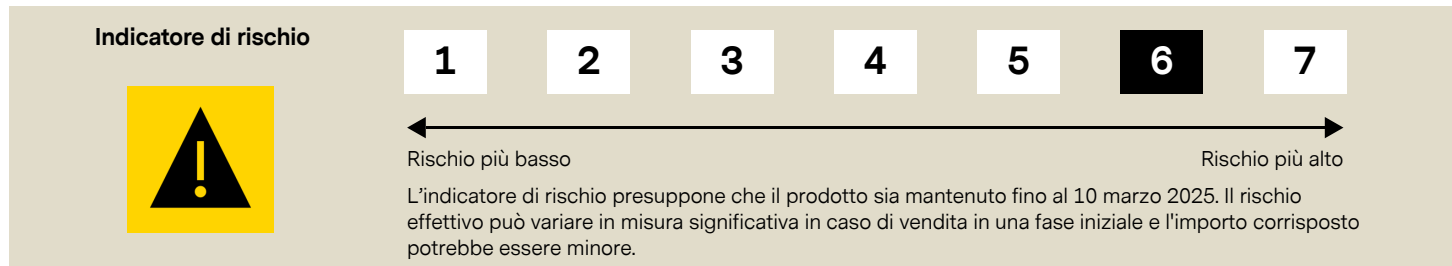 Indicatore di rischio
1 2 3 4 5 6 7
Rischio più basso Rischio più alto
L'indicatore di rischio presuppone che il prodotto sia mantenuto fino al 10 marzo 2025. Il rischio
effettivo può variare in misura significativa in caso di vendita in una fase iniziale e l'importo corrisposto
potrebbe essere minore.